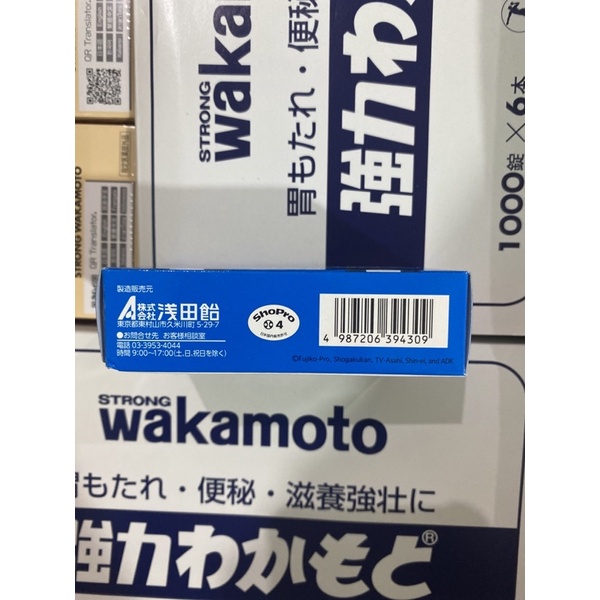 QR Translator.
STRONG WAKAMOTO
QR Translator.
STRONG
waka
胃もたれ・便秘
強力わ
1000錠×6本
製造販売元
株式会社浅田飴
東京都東村山市久米川町5-29-7
●お問合せ先 お客様相談室
電話 03-3953-4044
時間 9:00~17:00(土、日、祝日を除く)
ShoPro
4
4 987206 394309
©Fujiko-Pro, Shogakukan, TV-Asahi, Shin-ei, and ADK
STRONG
wakamoto
胃もたれ・便秘・滋養強壮に
強力わかもと®